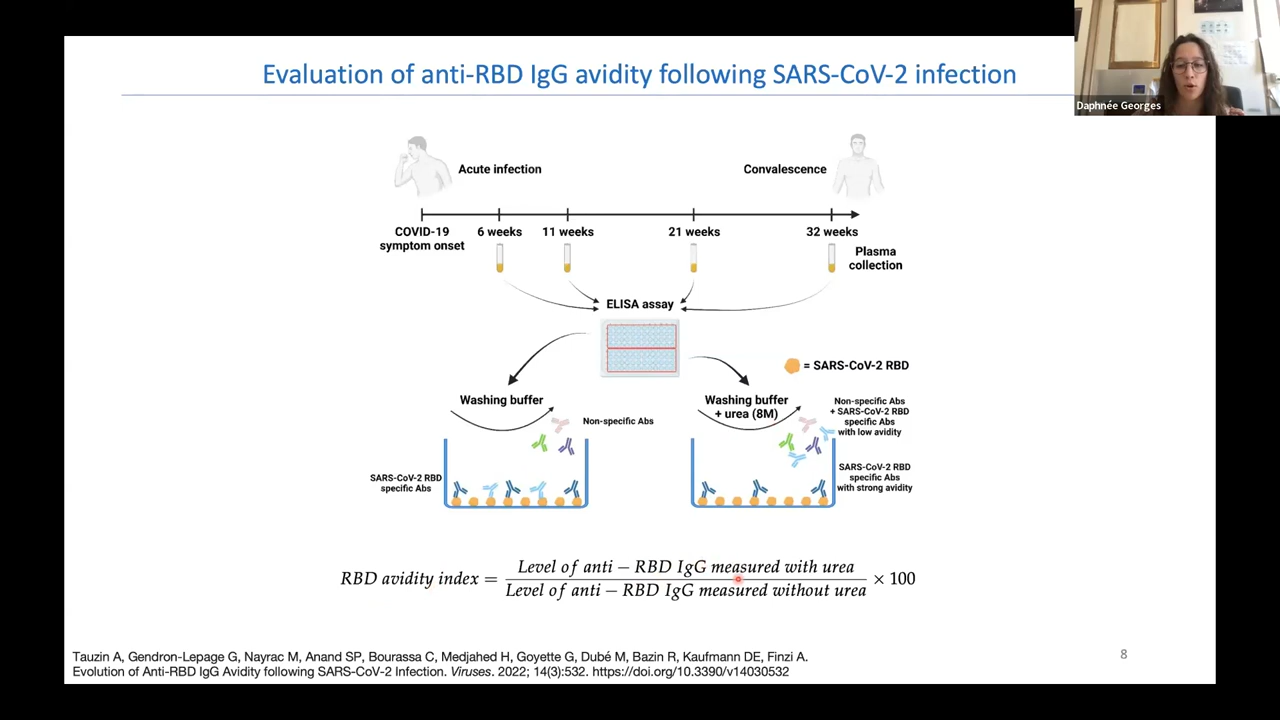 Evaluation of anti-RBD IgG avidity following SARS-CoV-2 infection
Daphnée Georges
Acute infection
Convalescence
COVID-19
symptom onset
6 weeks
11 weeks
21 weeks
32 weeks
Plasma
collection
ELISA assay
= SARS-CoV-2 RBD
Washing buffer
Non-specific Abs
SARS-CoV-2 RBD
specific Abs
Washing buffer
+ urea (8M)
Non-specific Abs
+ SARS-CoV-2 RBD
specific Abs
with low avidity
SARS-CoV-2 RBD
specific Abs
with strong avidity
RBD avidity index = Level of anti − RBD IgG measured with urea
Level of anti − RBD IgG measured without urea × 100
Tauzin A, Gendron-Lepage G, Nayrac M, Anand SP, Bourassa C, Medjahed H, Goyette G, Dubé M, Bazin R, Kaufmann DE, Finzi A.
Evolution of Anti-RBD IgG Avidity following SARS-CoV-2 Infection. Viruses. 2022; 14(3):532. https://doi.org/10.3390/v14030532
8